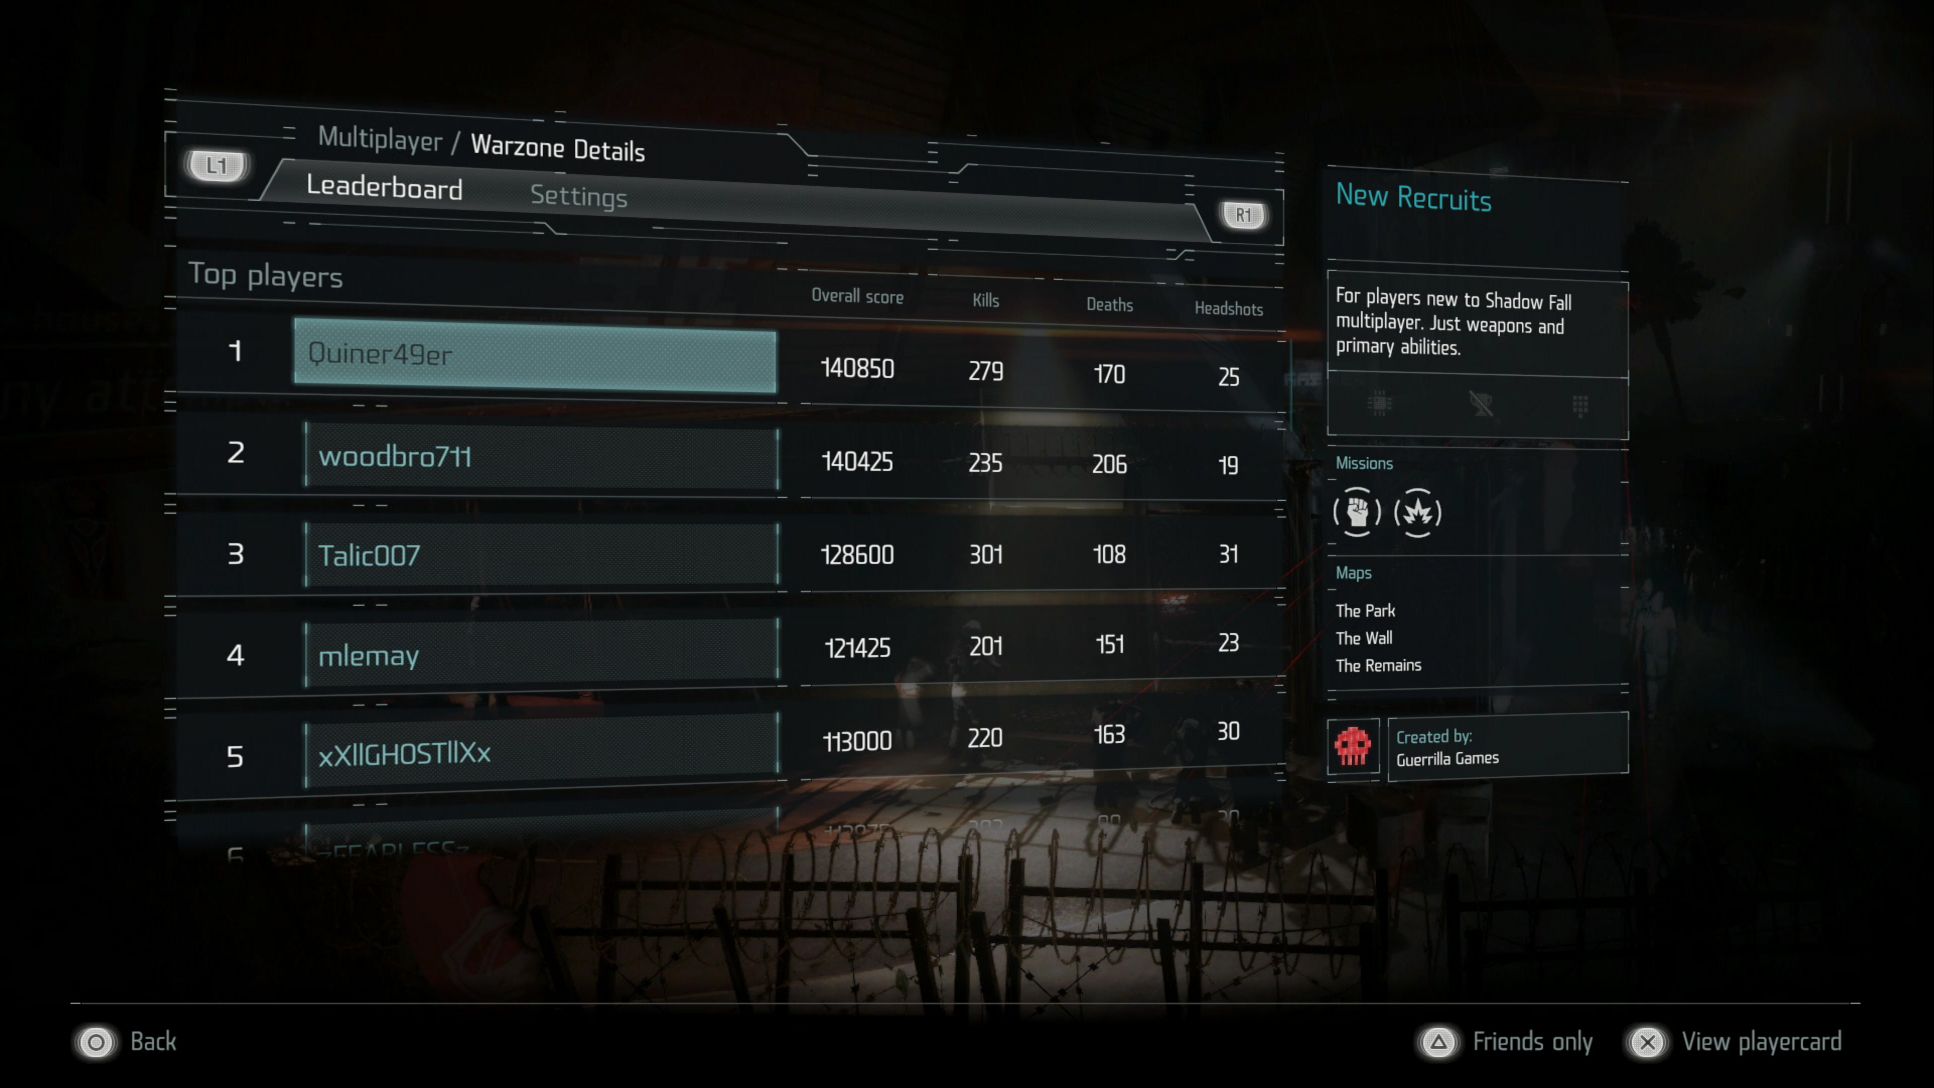 Multiplayer / Warzone Details
L1
Leaderboard Settings
R1
Top players
Overall score Kills Deaths Headshots
1 Quiner49er 140850 279 170 25
2 woodbro711 140425 235 206 19
3 Talic007 128600 301 108 31
4 mlemay 121425 201 151 23
5 xXllGHOSTllXx 113000 220 163 30
6
New Recruits
For players new to Shadow Fall
multiplayer. Just weapons and
primary abilities.
Missions
Maps
The Park
The Wall
The Remains
Created by:
Guerrilla Games
Back
Friends only
View playercard